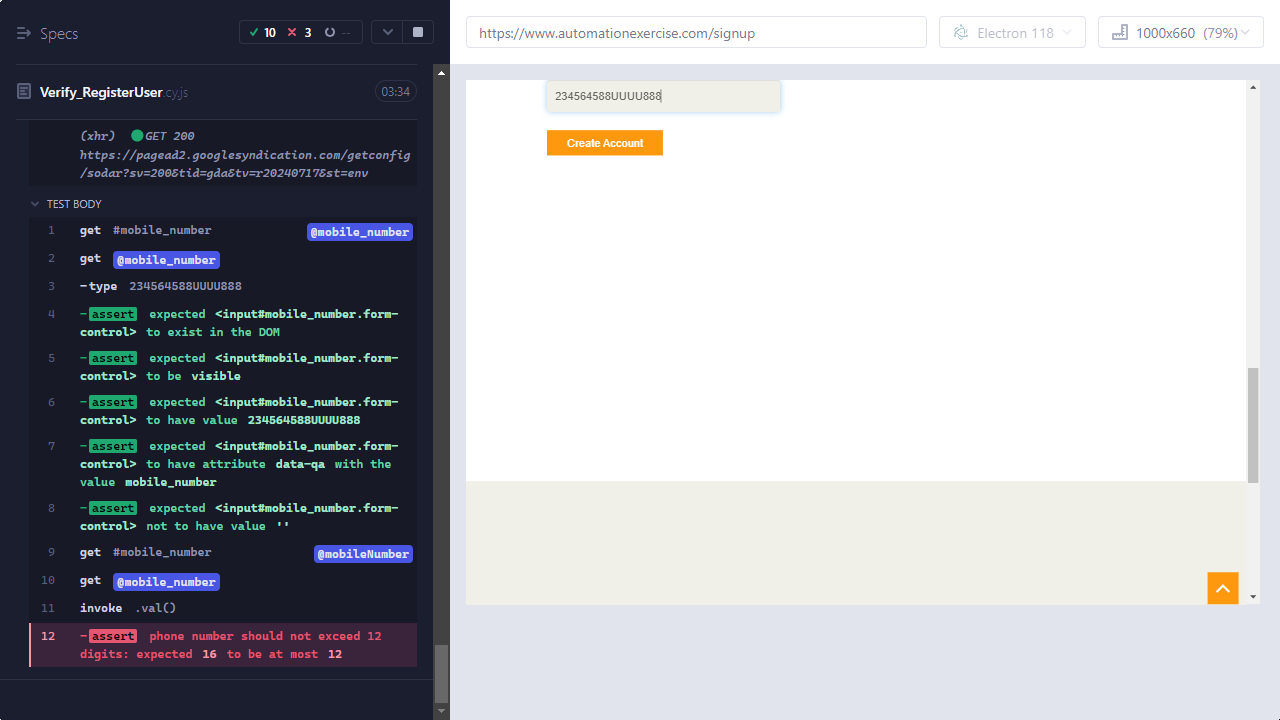 Specs
10 3 --
Verify_RegisterUser.cy.js 03:34
(xhr) GET 200
https://pagead2.googlesyndication.com/getconfig
/sodar?sv=200&tid=gda&tv=r20240717&st=env
TEST BODY
1 get #mobile_number @mobile_number
2 get @mobile_number
3 -type 234564588UUUU888
4 -assert expected <input#mobile_number.form-
control> to exist in the DOM
5 -assert expected <input#mobile_number.form-
control> to be visible
6 -assert expected <input#mobile_number.form-
control> to have value 234564588UUUU888
7 -assert expected <input#mobile_number.form-
control> to have attribute data-qa with the
value mobile_number
8 -assert expected <input#mobile_number.form-
control> not to have value ''
9 get #mobile_number @mobileNumber
10 get @mobile_number
11 invoke .val()
12 -assert phone number should not exceed 12
digits: expected 16 to be at most 12
https://www.automationexercise.com/signup
Electron 118
1000x660 (79%)
234564588UUUU888
Create Account